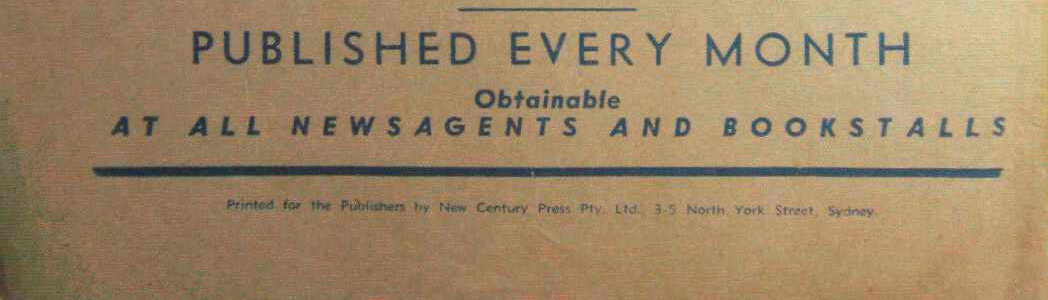 PUBLISHED EVERY MONTH
Obtainable
AT ALL NEWSAGENTS AND BOOKSTALLS
Printed for the Publishers by New Century Press Pty. Ltd., 3-5 North York Street, Sydney.